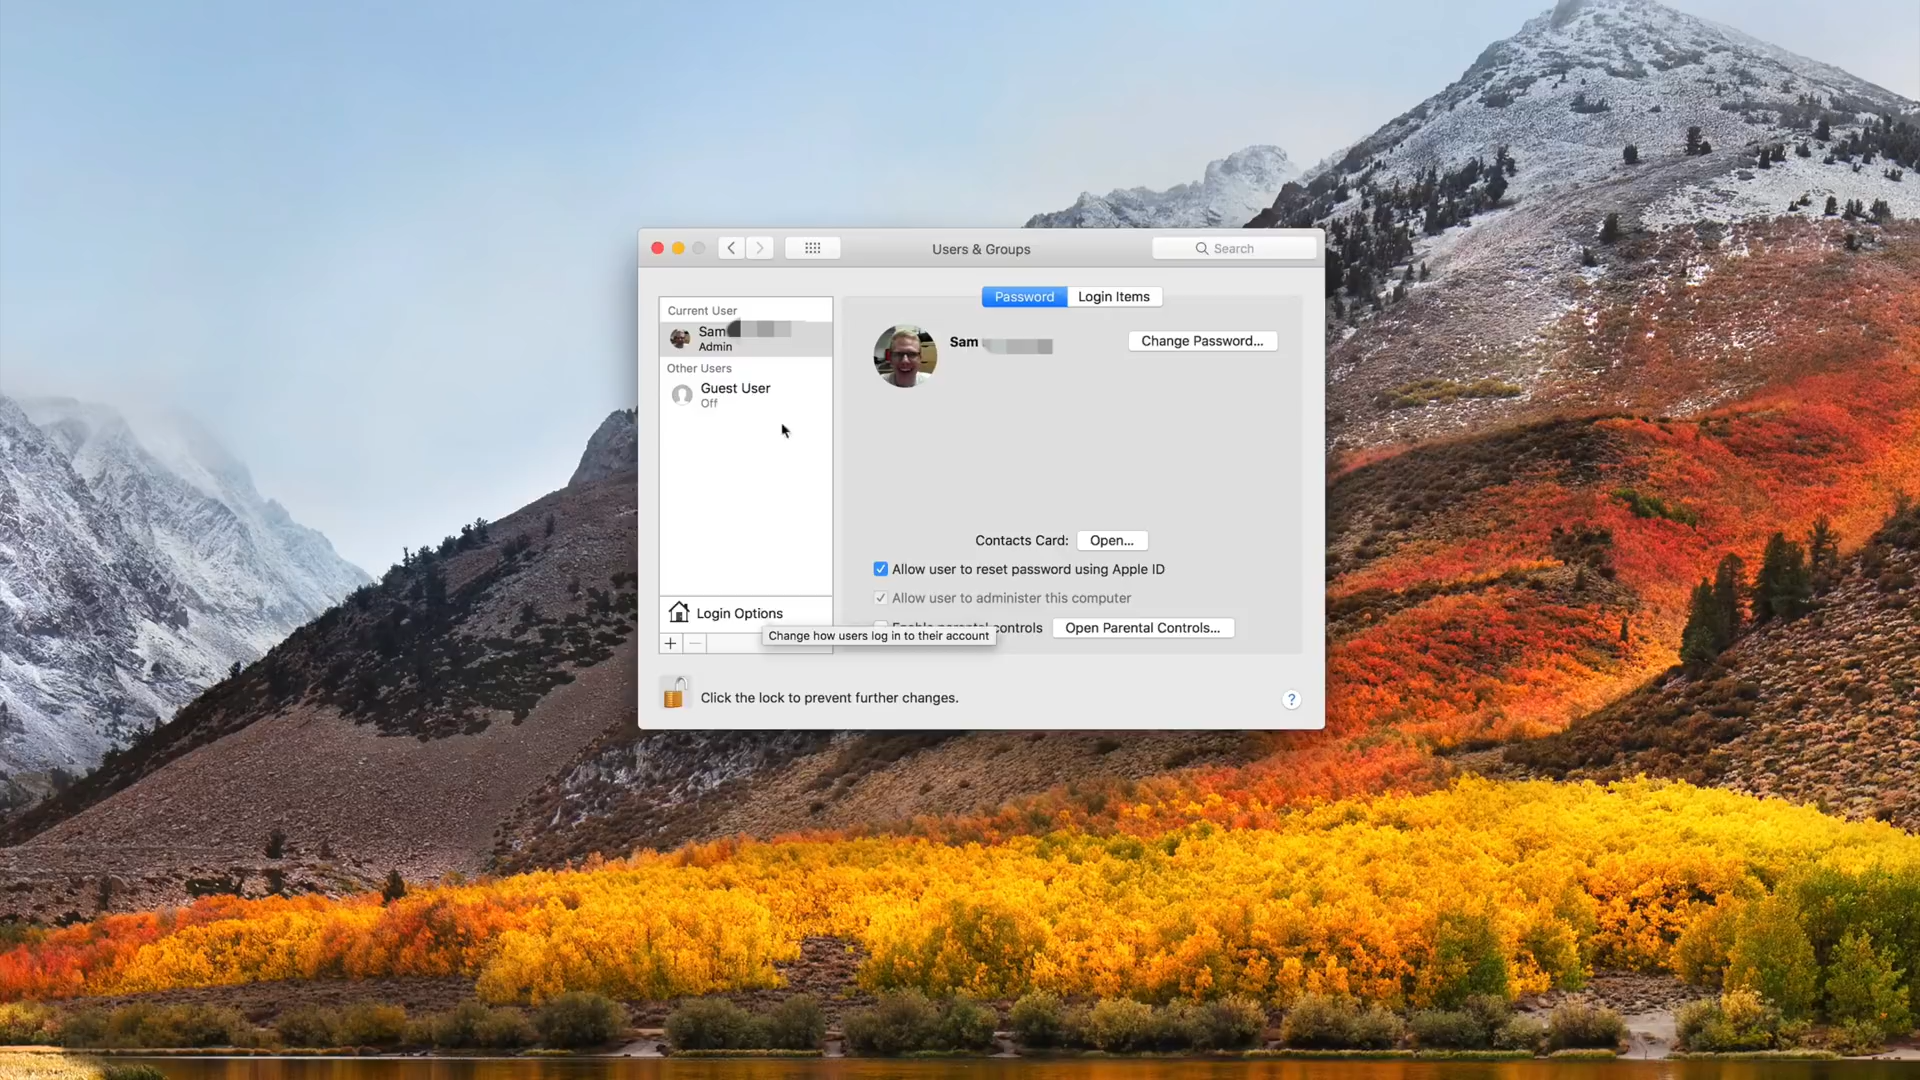 Users & Groups
Search
Password
Login Items
Current User
Sam
Admin
Other Users
Guest User
Off
Sam
Change Password...
Contacts Card:
Open...
Allow user to reset password using Apple ID
Allow user to administer this computer
controls
Open Parental Controls...
Login Options
Change how users log in to their account
+
Click the lock to prevent further changes.
?